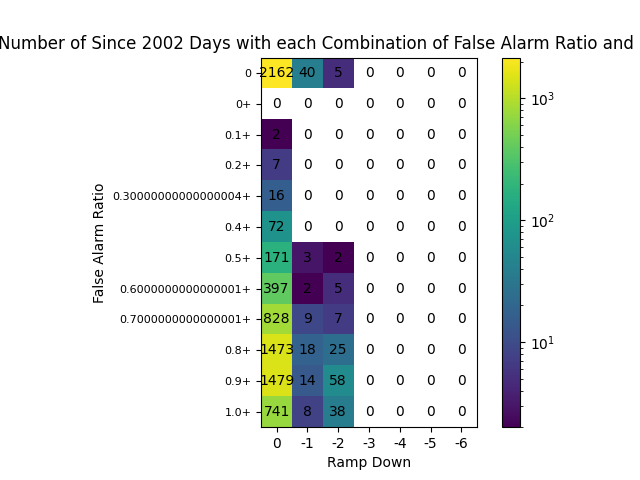 Number of Since 2002 Days with each Combination of False Alarm Ratio and
0 2162 40 5 0 0 0 0
0+ 0 0 0 0 0 0 0
0.1+ 2 0 0 0 0 0 0
0.2+ 7 0 0 0 0 0 0
0.30000000000000004+ 16 0 0 0 0 0 0
0.4+ 72 0 0 0 0 0 0
0.5+ 171 3 2 0 0 0 0
0.6000000000000001+ 397 2 5 0 0 0 0
0.7000000000000001+ 828 9 7 0 0 0 0
0.8+ 1473 18 25 0 0 0 0
0.9+ 1479 14 58 0 0 0 0
1.0+ 741 8 38 0 0 0 0
0 -1 -2 -3 -4 -5 -6
Ramp Down
False Alarm Ratio
10³
10²
10¹